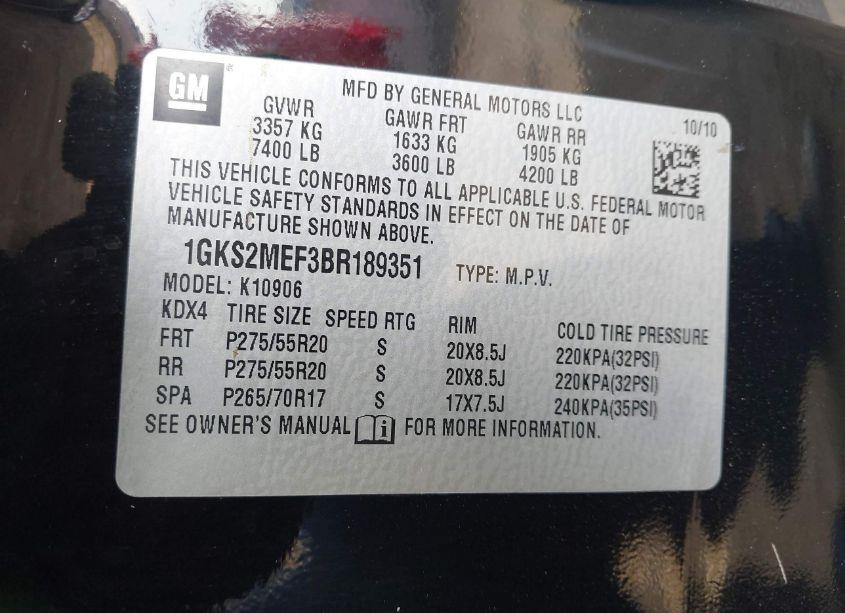 GM
MFD BY GENERAL MOTORS LLC
10/10
GVWR GAWR FRT GAWR RR
3357 KG 1633 KG 1905 KG
7400 LB 3600 LB 4200 LB
THIS VEHICLE CONFORMS TO ALL APPLICABLE U.S. FEDERAL MOTOR
VEHICLE SAFETY STANDARDS IN EFFECT ON THE DATE OF
MANUFACTURE SHOWN ABOVE.
1GKS2MEF3BR189351 TYPE: M.P.V.
MODEL: K10906
KDX4 TIRE SIZE SPEED RTG RIM COLD TIRE PRESSURE
FRT P275/55R20 S 20X8.5J 220KPA(32PSI)
RR P275/55R20 S 20X8.5J 220KPA(32PSI)
SPA P265/70R17 S 17X7.5J 240KPA(35PSI)
SEE OWNER'S MANUAL FOR MORE INFORMATION.